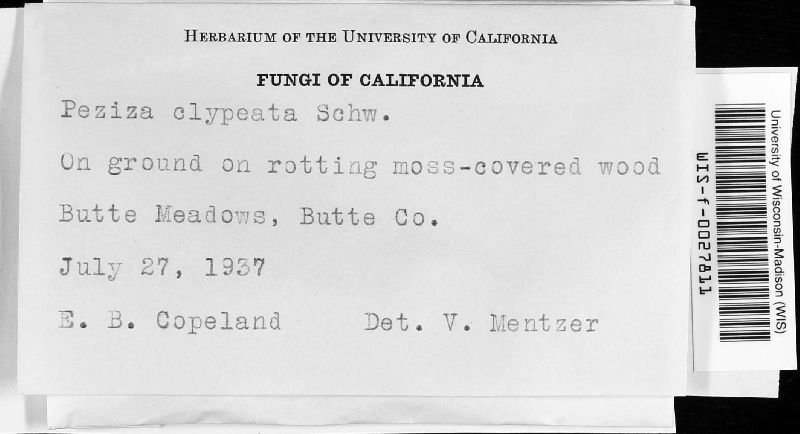 HERBARIUM OF THE UNIVERSITY OF CALIFORNIA
FUNGI OF CALIFORNIA
Peziza clypeata Schw.
On ground on rotting moss-covered wood
Butte Meadows, Butte Co.
July 27, 1937
E. B. Copeland Det. V. Mentzer
University of Wisconsin-Madison (WIS)
WIS-f-0027811